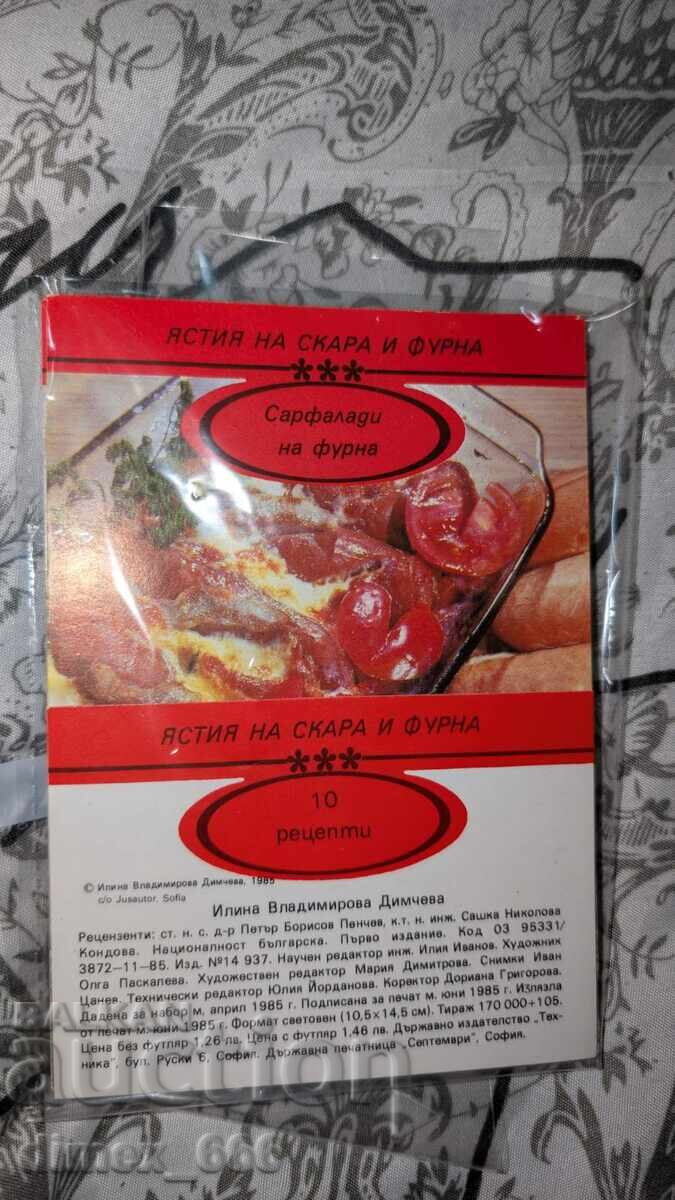 ЯСТИЯ НА СКАРА И ФУРНА
***
Сарфалади
на фурна
ЯСТИЯ НА СКАРА И ФУРНА
***
10
рецепти
© Илина Владимирова Димчева, 1985
c/o Jusautor, Sofia
Илина Владимирова Димчева
Рецензенти: ст. н. с. д-р Петър Борисов Пенчев, к.т. н. инж. Сашка Николова
Кондова. Националност българска. Първо издание. Код 03 95331/
3872—11—85. Изд. №14 937. Научен редактор инж. Илия Иванов. Художник
Олга Паскалева. Художествен редактор Мария Димитрова. Снимки Иван
Цанев. Технически редактор Юлия Йорданова. Коректор Дориана Григорова.
Дадена за набор м. април 1985 г. Подписана за печат м. юни 1985 г. Излязла
от печат м. юни 1985 г. Формат световен (10,5×14,5 см). Тираж 170 000+105.
Цена без футляр 1,26 лв. Цена с футляр 1,46 лв. Държавно издателство „Тех-
ника", бул. Руски 6, София. Държавна печатница „Септември", София.
auction
dimex_666